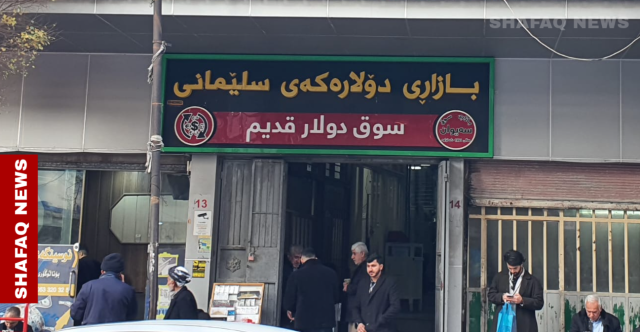 SHAFAQ NEWS
بازاڕی دۆلارەکەی سلێمانی
سوق دولار قديم
13
14
SHAFAQ NEWS